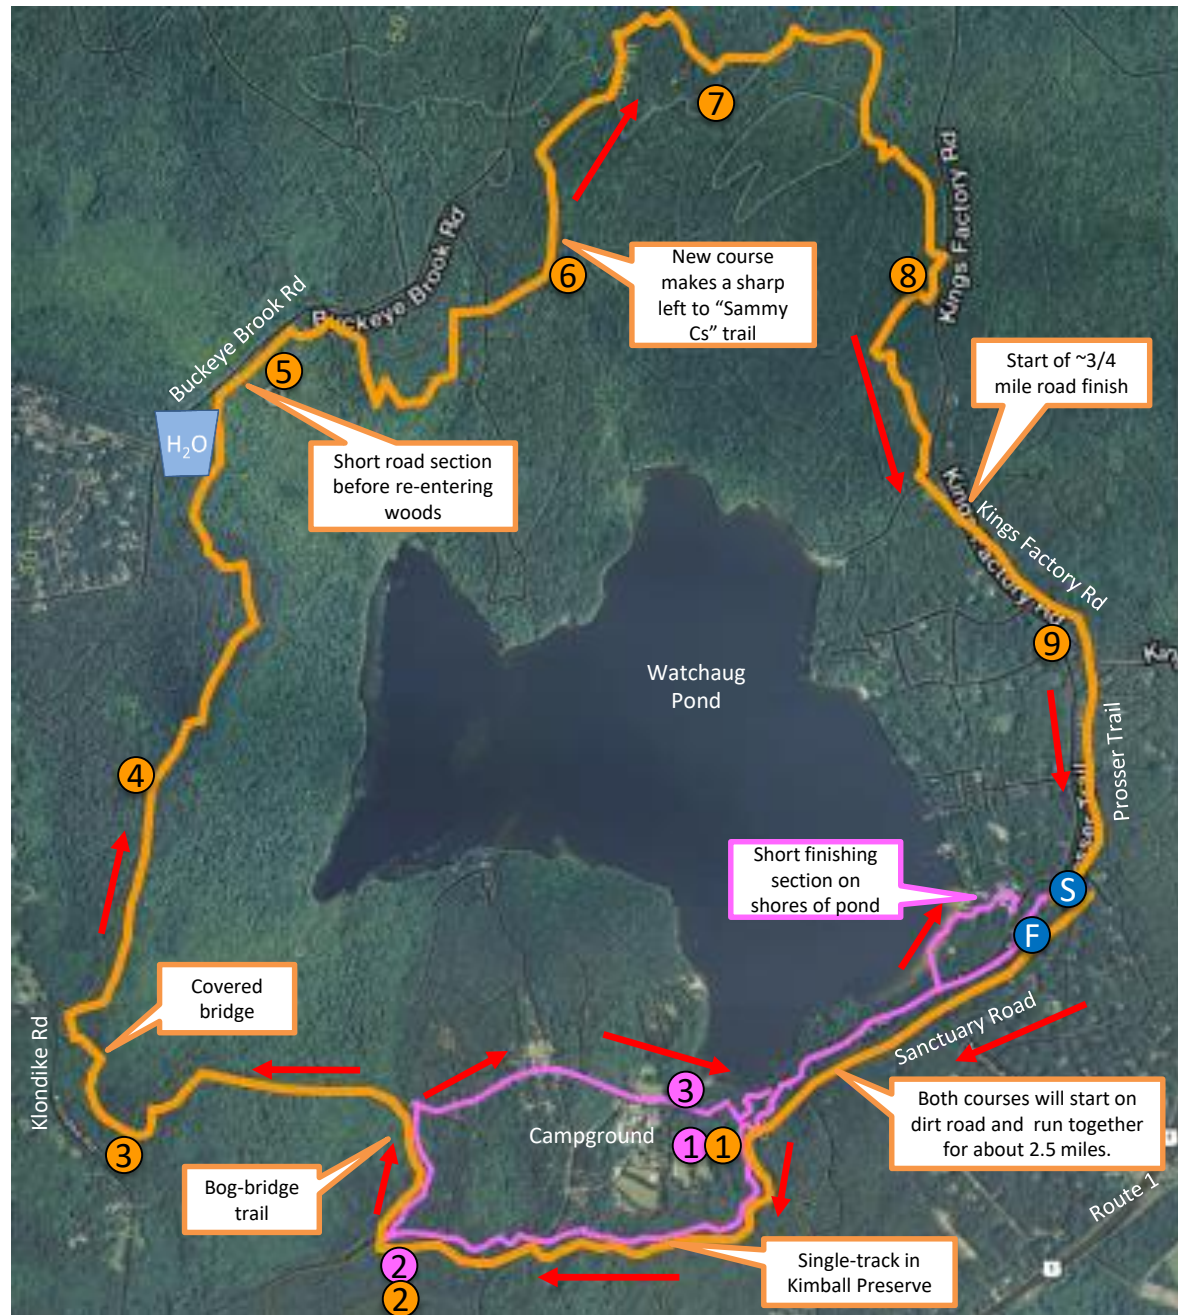 7
Kings Factory Rd
Buckeye Brook Rd
Buckeye Brook Rd
6
New course
makes a sharp
left to “Sammy
Cs” trail
8
5
Start of ~3/4
mile road finish
H2O
Short road section
before re-entering
woods
Kings Factory Rd
Kings Factory Rd
9
Watchaug
Pond
4
Prosser Trail
Short finishing
section on
shores of pond
S
F
Covered
bridge
Klondike Rd
Sanctuary Road
3
Both courses will start on
dirt road and run together
for about 2.5 miles.
Campground
1
1
3
Bog-bridge
trail
Route 1
1
Single-track in
Kimball Preserve
2
2